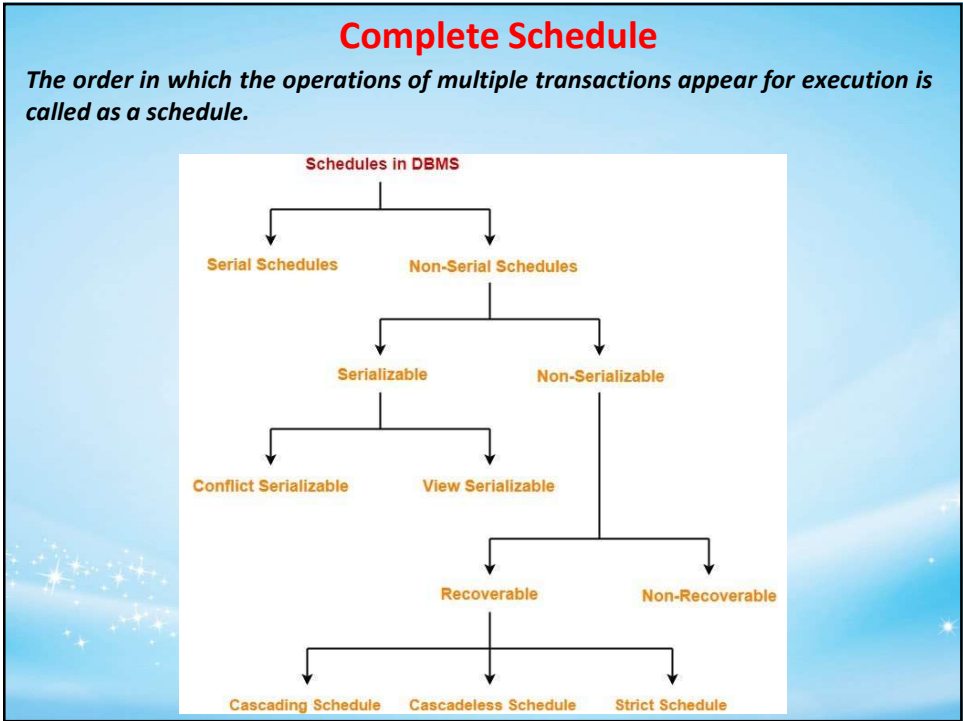 Complete Schedule
The order in which the operations of multiple transactions appear for execution is
called as a schedule.
Schedules in DBMS
Serial Schedules
Non-Serial Schedules
Serializable
Non-Serializable
Conflict Serializable
View Serializable
Recoverable
Non-Recoverable
Cascading Schedule
Cascadeless Schedule
Strict Schedule